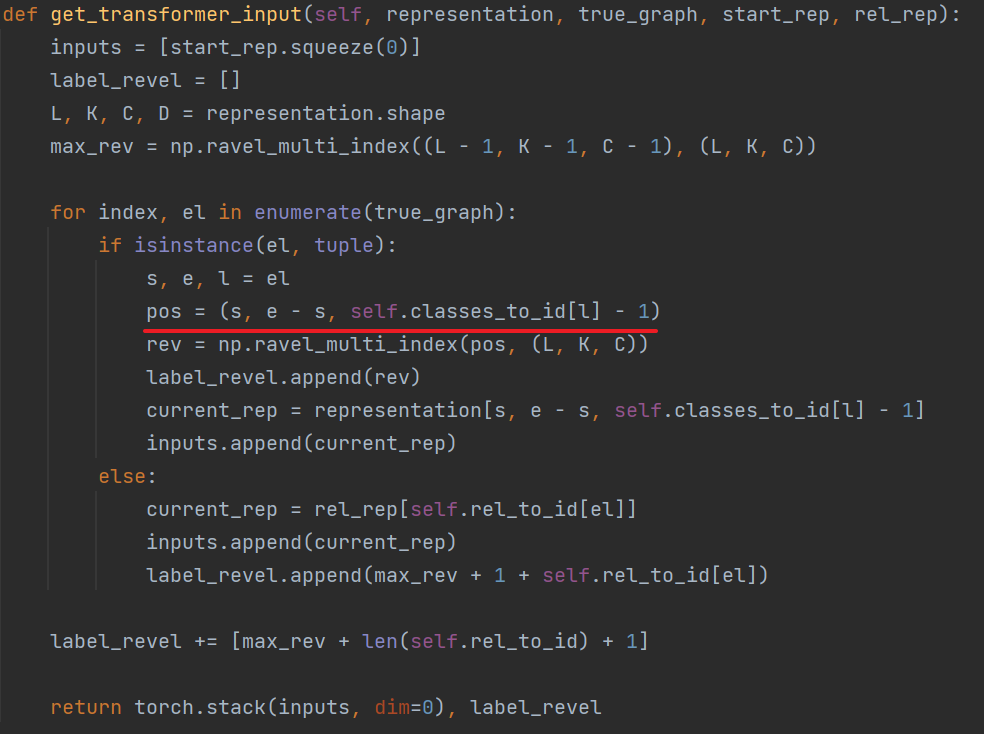 def get_transformer_input(self, representation, true_graph, start_rep, rel_rep):
    inputs = [start_rep.squeeze(0)]
    label_revel = []
    L, K, C, D = representation.shape
    max_rev = np.ravel_multi_index((L - 1, K - 1, C - 1), (L, K, C))

    for index, el in enumerate(true_graph):
        if isinstance(el, tuple):
            s, e, l = el
            pos = (s, e - s, self.classes_to_id[l] - 1)
            rev = np.ravel_multi_index(pos, (L, K, C))
            label_revel.append(rev)
            current_rep = representation[s, e - s, self.classes_to_id[l] - 1]
            inputs.append(current_rep)
        else:
            current_rep = rel_rep[self.rel_to_id[el]]
            inputs.append(current_rep)
            label_revel.append(max_rev + 1 + self.rel_to_id[el])

    label_revel += [max_rev + len(self.rel_to_id) + 1]

    return torch.stack(inputs, dim=0), label_revel